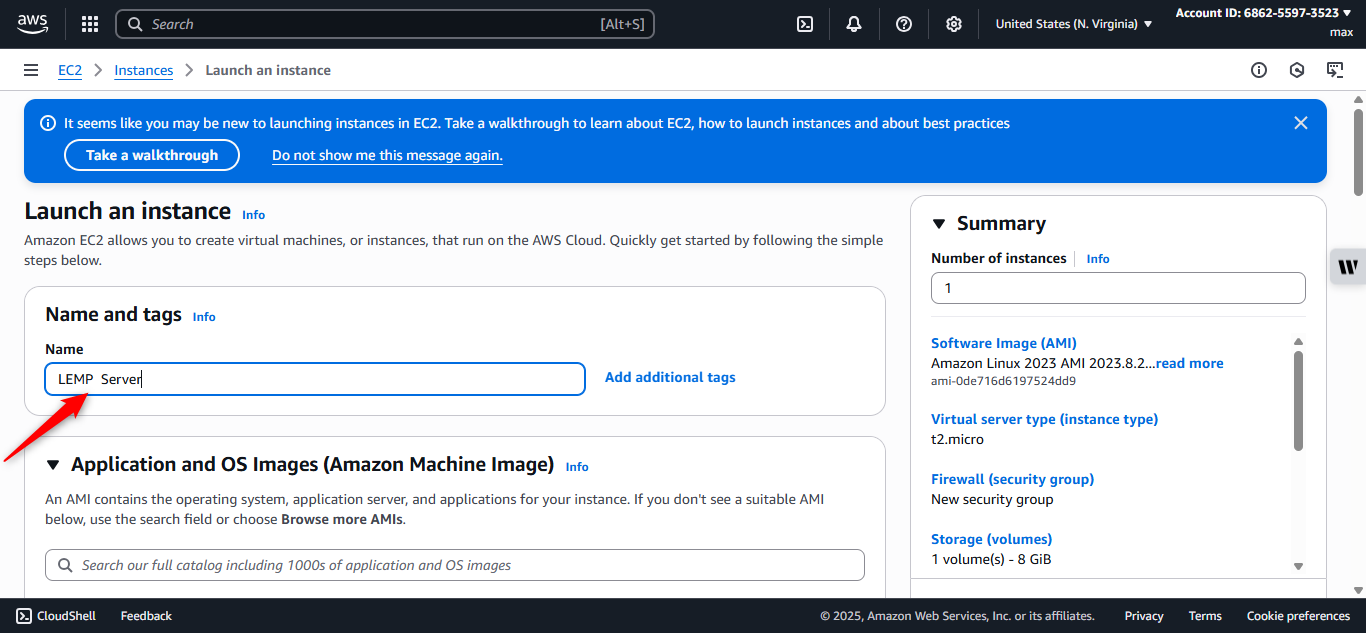 aws
Search [Alt+S]
United States (N. Virginia)
Account ID: 6862-5597-3523
max
EC2 Instances Launch an instance
It seems like you may be new to launching instances in EC2. Take a walkthrough to learn about EC2, how to launch instances and about best practices
Take a walkthrough
Do not show me this message again.
Launch an instance Info
Amazon EC2 allows you to create virtual machines, or instances, that run on the AWS Cloud. Quickly get started by following the simple
steps below.
Name and tags Info
Name
LEMP  Server
Add additional tags
Application and OS Images (Amazon Machine Image) Info
An AMI contains the operating system, application server, and applications for your instance. If you don't see a suitable AMI
below, use the search field or choose Browse more AMIs.
Search our full catalog including 1000s of application and OS images
Summary
Number of instances Info
1
Software Image (AMI)
Amazon Linux 2023 AMI 2023.8.2...read more
ami-0de716d6197524dd9
Virtual server type (instance type)
t2.micro
Firewall (security group)
New security group
Storage (volumes)
1 volume(s) - 8 GiB
W
CloudShell Feedback
© 2025, Amazon Web Services, Inc. or its affiliates. Privacy Terms Cookie preferences